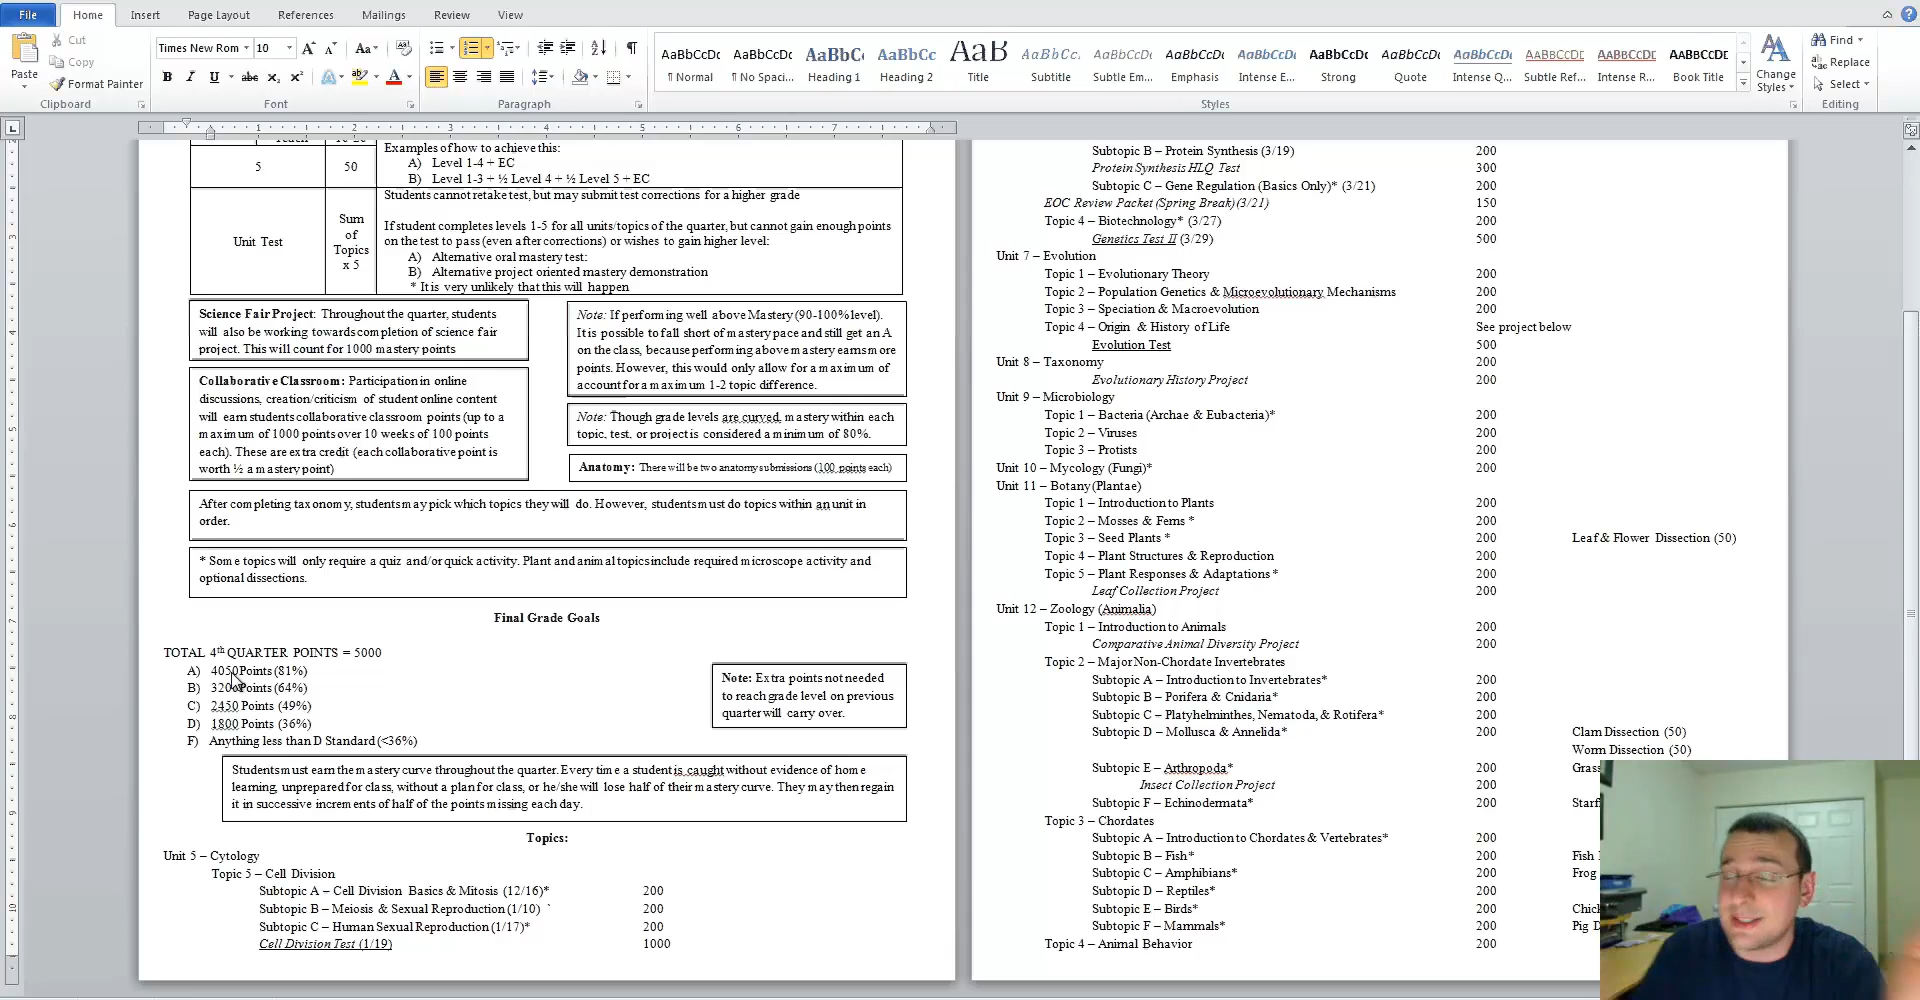 File Home Insert Page Layout References Mailings Review View
Paste
Cut
Copy
Format Painter
Clipboard
Times New Rom 10
Font
Paragraph
AaBbCcDc AaBbCcDc AaBbC AaBbCc AaB AaBbCc. AaBbCcDt AaBbCcDt AaBbCcDt AaBbCcDc AaBbCcDt AaBbCcDt AABBCCDE AABBCCDE AABBCCDE
¶ Normal ¶ No Spaci... Heading 1 Heading 2 Title Subtitle Subtle Em... Emphasis Intense E... Strong Quote Intense Q... Subtle Ref... Intense R... Book Title
Styles
Change
Styles
Find
Replace
Select
Editing
1 2 3 4 5 6 7
5 50
Examples of how to achieve this:
A) Level 1-4 + EC
B) Level 1-3 + ½ Level 4 + ½ Level 5 + EC
Unit Test
Sum
of
Topics
x 5
Students cannot retake test, but may submit test corrections for a higher grade
If student completes levels 1-5 for all units/topics of the quarter, but cannot gain enough points
on the test to pass (even after corrections) or wishes to gain higher level:
A) Alternative oral mastery test:
B) Alternative project oriented mastery demonstration
* It is very unlikely that this will happen
Science Fair Project: Throughout the quarter, students
will also be working towards completion of science fair
project. This will count for 1000 mastery points
Collaborative Classroom: Participation in online
discussions, creation/criticism of student online content
will earn students collaborative classroom points (up to a
maximum of 1000 points over 10 weeks of 100 points
each). These are extra credit (each collaborative point is
worth ½ a mastery point)
Note: If performing well above Mastery (90-100% level).
It is possible to fall short of mastery pace and still get an A
on the class, because performing above mastery earns more
points. However, this would only allow for a maximum of
account for a maximum 1-2 topic difference.
Note: Though grade levels are curved, mastery within each
topic, test, or project is considered a minimum of 80%.
Anatomy: There will be two anatomy submissions (100 points each)
After completing taxonomy, students may pick which topics they will do. However, students must do topics within an unit in
order.
* Some topics will only require a quiz and/or quick activity. Plant and animal topics include required microscope activity and
optional dissections.
Final Grade Goals
TOTAL 4th QUARTER POINTS = 5000
A) 4050 Points (81%)
B) 3200 Points (64%)
C) 2450 Points (49%)
D) 1800 Points (36%)
F) Anything less than D Standard (<36%)
Note: Extra points not needed
to reach grade level on previous
quarter will carry over.
Students must earn the mastery curve throughout the quarter. Every time a student is caught without evidence of home
learning, unprepared for class, without a plan for class, or he/she will lose half of their mastery curve. They may then regain
it in successive increments of half of the points missing each day.
Topics:
Unit 5 – Cytology
Topic 5 – Cell Division
Subtopic A – Cell Division Basics & Mitosis (12/16)* 200
Subtopic B – Meiosis & Sexual Reproduction (1/10) ` 200
Subtopic C – Human Sexual Reproduction (1/17)* 200
Cell Division Test (1/19) 1000
Subtopic B – Protein Synthesis (3/19) 200
Protein Synthesis HLQ Test 300
Subtopic C – Gene Regulation (Basics Only)* (3/21) 200
EOC Review Packet (Spring Break) (3/21) 150
Topic 4 – Biotechnology* (3/27) 200
Genetics Test II (3/29) 500
Unit 7 – Evolution
Topic 1 – Evolutionary Theory 200
Topic 2 – Population Genetics & Microevolutionary Mechanisms 200
Topic 3 – Speciation & Macroevolution 200
Topic 4 – Origin & History of Life See project below
Evolution Test 500
Unit 8 – Taxonomy 200
Evolutionary History Project 200
Unit 9 – Microbiology
Topic 1 – Bacteria (Archae & Eubacteria)* 200
Topic 2 – Viruses 200
Topic 3 – Protists 200
Unit 10 – Mycology (Fungi)* 200
Unit 11 – Botany (Plantae)
Topic 1 – Introduction to Plants 200
Topic 2 – Mosses & Ferns * 200
Topic 3 – Seed Plants * 200 Leaf & Flower Dissection (50)
Topic 4 – Plant Structures & Reproduction 200
Topic 5 – Plant Responses & Adaptations * 200
Leaf Collection Project 200
Unit 12 – Zoology (Animalia)
Topic 1 – Introduction to Animals 200
Comparative Animal Diversity Project 200
Topic 2 – Major Non-Chordate Invertebrates
Subtopic A – Introduction to Invertebrates* 200
Subtopic B – Porifera & Cnidaria* 200
Subtopic C – Platyhelminthes, Nematoda, & Rotifera* 200
Subtopic D – Mollusca & Annelida* 200 Clam Dissection (50)
Worm Dissection (50)
Subtopic E – Arthropoda* 200 Gras
Insect Collection Project 200
Subtopic F – Echinodermata* 200 Starf
Topic 3 – Chordates
Subtopic A – Introduction to Chordates & Vertebrates* 200
Subtopic B – Fish* 200 Fish
Subtopic C – Amphibians* 200 Frog
Subtopic D – Reptiles* 200
Subtopic E – Birds* 200 Chick
Subtopic F – Mammals* 200 Pig D
Topic 4 – Animal Behavior 200